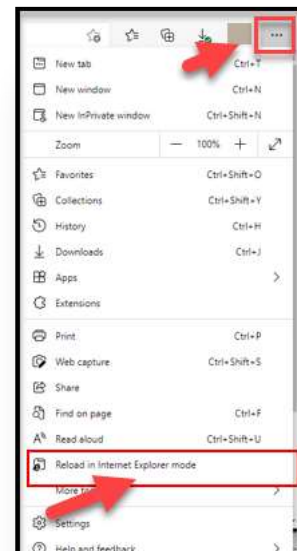 New tab Ctrl+T
New window Ctrl+N
New InPrivate window Ctrl+Shift+N
Zoom — 100% +
Favorites Ctrl+Shift+O
Collections Ctrl+Shift+Y
History Ctrl+H
Downloads Ctrl+J
Apps
Extensions
Print Ctrl+P
Web capture Ctrl+Shift+S
Share
Find on page Ctrl+F
Read aloud Ctrl+Shift+U
Reload in Internet Explorer mode
More
Settings
Help and feedback